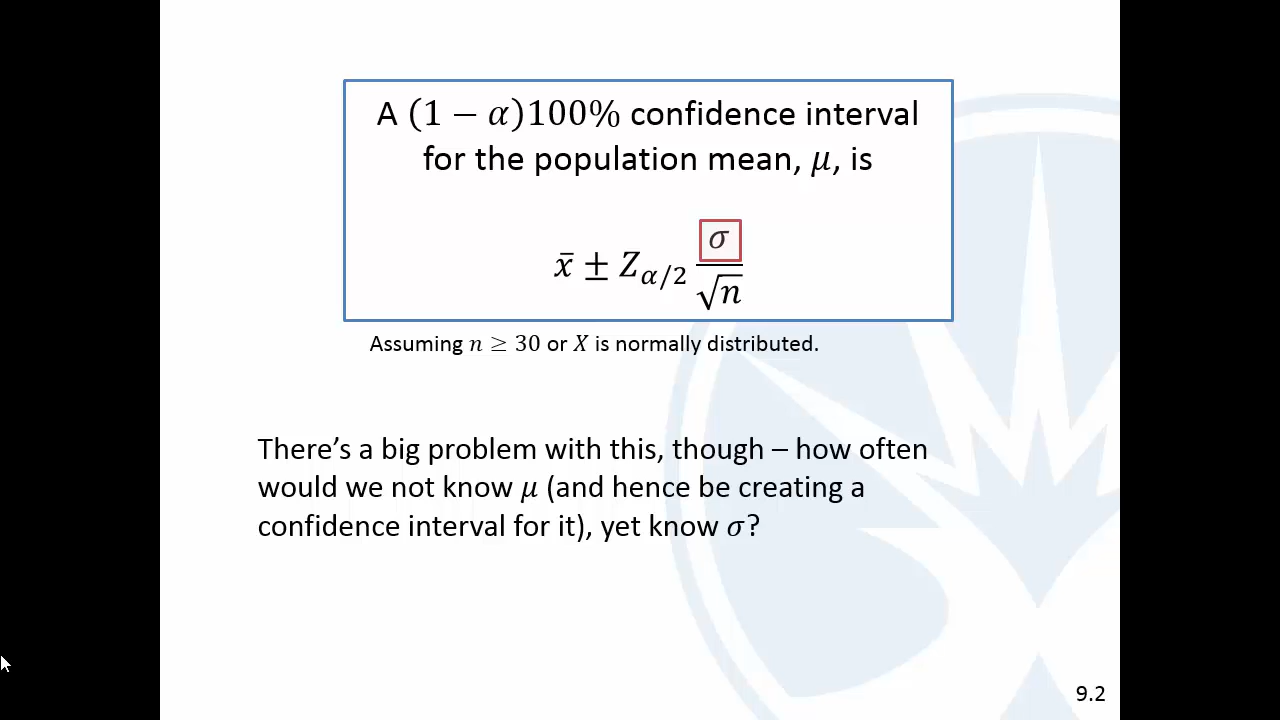 A (1 − α)100% confidence interval
for the population mean, μ, is
x̄ ± Z_{α/2} σ/√n
Assuming n ≥ 30 or X is normally distributed.
There’s a big problem with this, though – how often
would we not know μ (and hence be creating a
confidence interval for it), yet know σ?
9.2